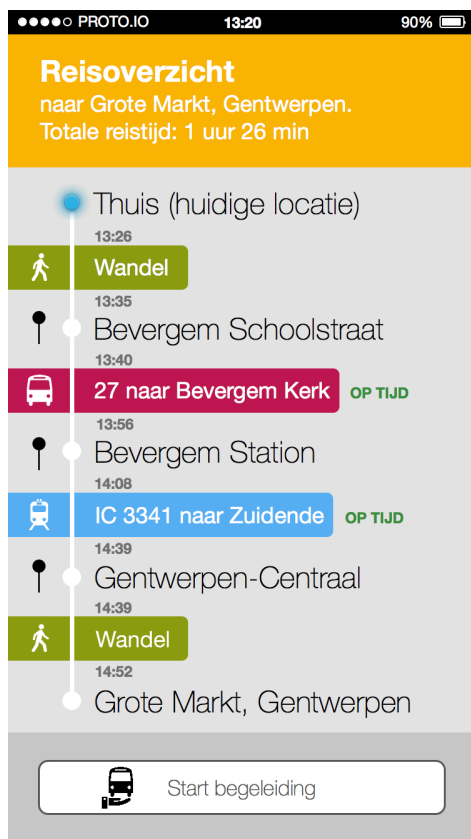 PROTO.IO 13:20 90%
Reisoverzicht
naar Grote Markt, Gentwerpen.
Totale reistijd: 1 uur 26 min
Thuis (huidige locatie)
13:26
Wandel
13:35
Bevergem Schoolstraat
13:40
27 naar Bevergem Kerk OP TIJD
13:56
Bevergem Station
14:08
IC 3341 naar Zuidende OP TIJD
14:39
Gentwerpen-Centraal
14:39
Wandel
14:52
Grote Markt, Gentwerpen
Start begeleiding